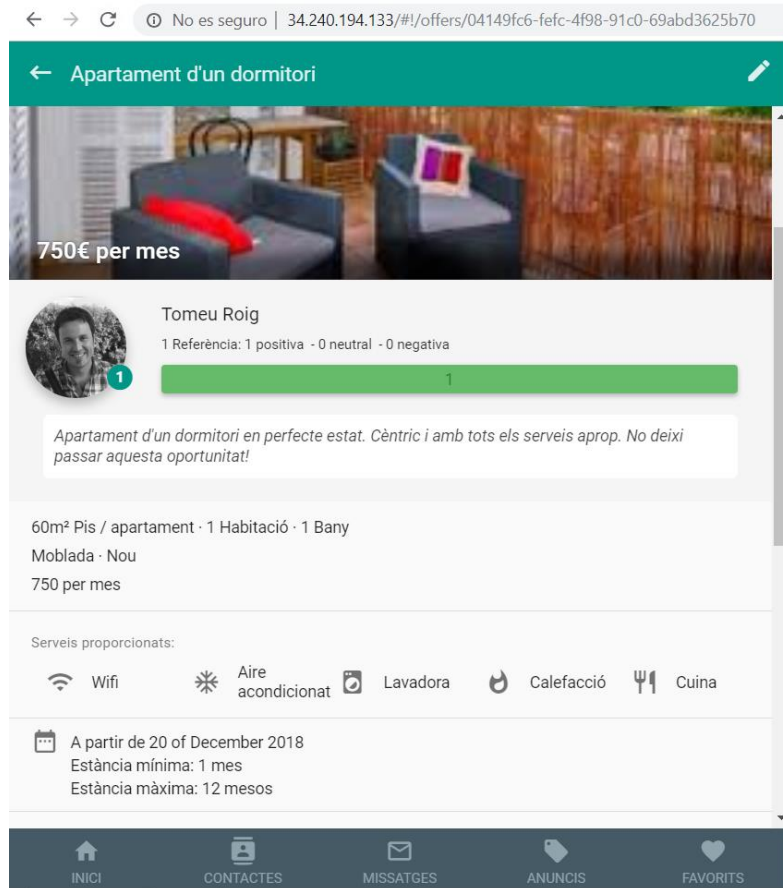 No es seguro | 34.240.194.133/#!/offers/04149fc6-fefc-4f98-91c0-69abd3625b70
Apartament d'un dormitori
750€ per mes
Tomeu Roig
1 Referència: 1 positiva - 0 neutral - 0 negativa
1
1
Apartament d'un dormitori en perfecte estat. Cèntric i amb tots els serveis aprop. No deixi
passar aquesta oportunitat!
60m² Pis / apartament · 1 Habitació · 1 Bany
Moblada · Nou
750 per mes
Serveis proporcionats:
Wifi
Aire
acondicionat
Lavadora
Calefacció
Cuina
A partir de 20 of December 2018
Estància mínima: 1 mes
Estància màxima: 12 mesos
INICI
CONTACTES
MISSATGES
ANUNCIS
FAVORITS